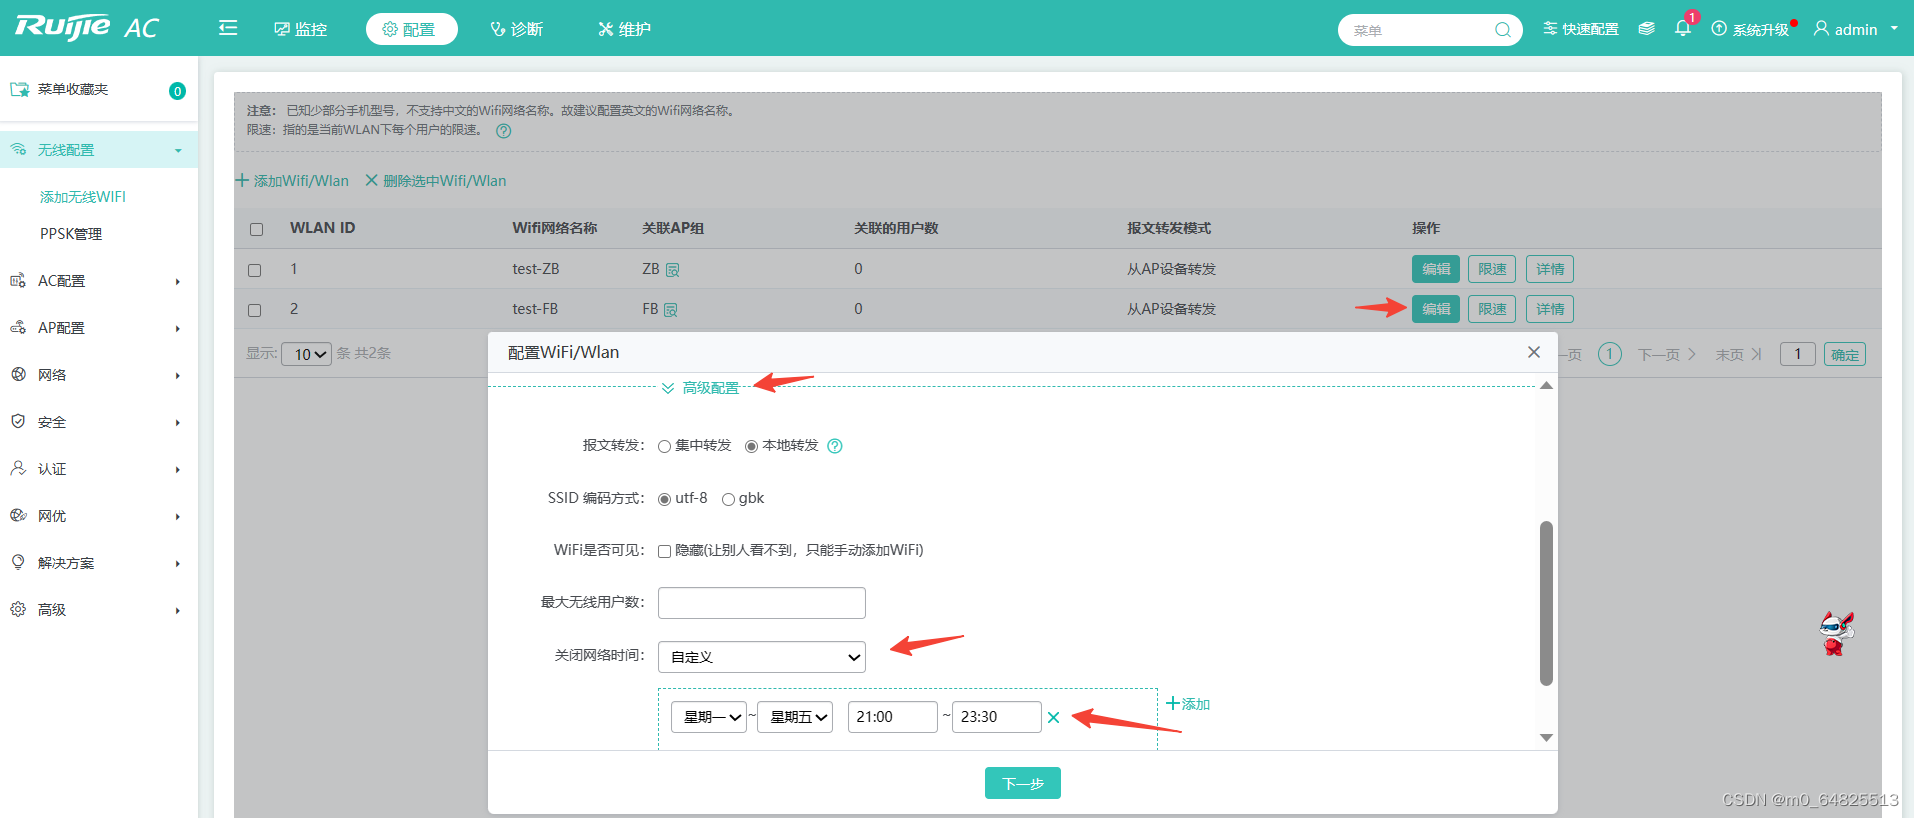 Ruijie AC
监控
配置
诊断
维护
菜单
快速配置
1
系统升级
admin
菜单收藏夹
0
无线配置
添加无线WIFI
PPSK管理
AC配置
AP配置
网络
安全
认证
网优
解决方案
高级
注意： 已知少部分手机型号，不支持中文的Wifi网络名称。故建议配置英文的Wifi网络名称。
限速：指的是当前WLAN下每个用户的限速。 ?
添加Wifi/Wlan 删除选中Wifi/Wlan
WLAN ID Wifi网络名称 关联AP组 关联的用户数 报文转发模式 操作
1 test-ZB ZB 0 从AP设备转发 编辑 限速 详情
2 test-FB FB 0 从AP设备转发 编辑 限速 详情
显示: 10 条 共2条
一页 1 下一页 末页 1 确定
配置WiFi/Wlan
高级配置
报文转发： 集中转发 本地转发 ?
SSID 编码方式： utf-8 gbk
WiFi是否可见： 隐藏(让别人看不到，只能手动添加WiFi)
最大无线用户数：
关闭网络时间： 自定义
星期一 ~ 星期五 21:00 ~ 23:30 添加
下一步
CSDN @m0_64825513